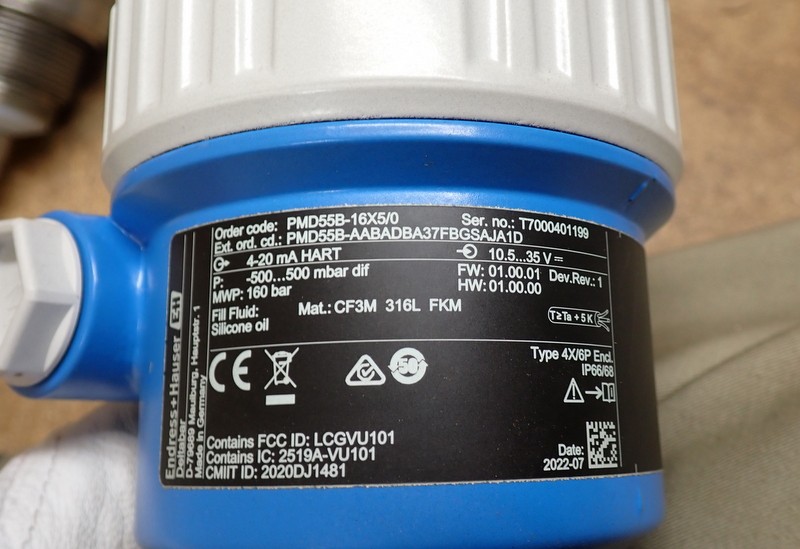 Order code: PMD55B-16X5/0 Ser. no.: T7000401199
Ext. ord. cd.: PMD55B-AABADBA37FBGSAJA1D
4-20 mA HART 10.5...35 V
P: -500...500 mbar dif FW: 01.00.01 Dev.Rev.: 1
MWP: 160 bar HW: 01.00.00
Fill Fluid: Mat.: CF3M 316L FKM
Silicone oil
T≥Ta + 5 K
CE 50
Type 4X/6P Encl.
IP66/68
Contains FCC ID: LCGVU101
Contains IC: 2519A-VU101
CMIIT ID: 2020DJ1481
Date:
2022-07
Endress+Hauser EH
Deltabar
D-79689 Maulburg, Hauptstr. 1
Made in Germany